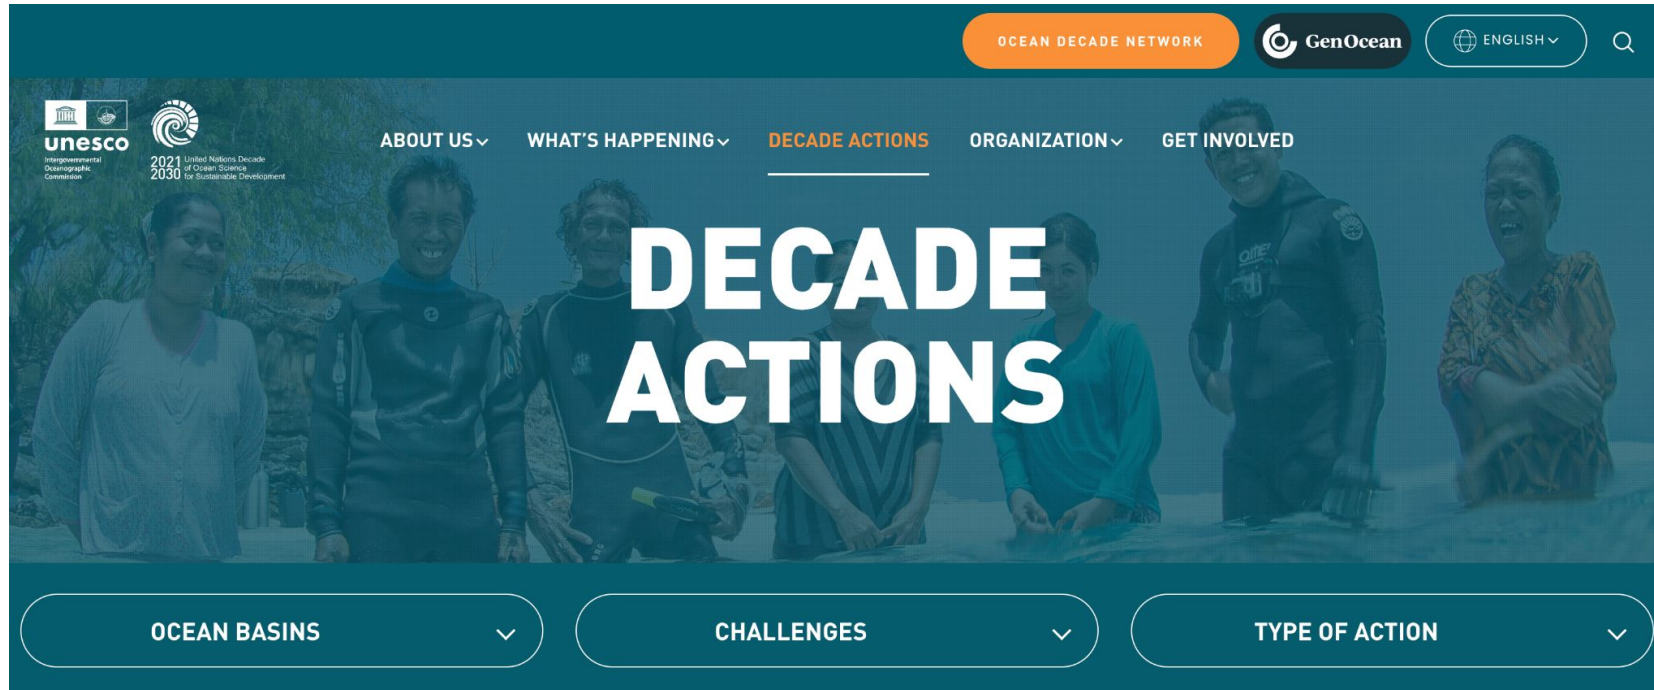 OCEAN DECADE NETWORK
GenOcean
ENGLISH
unesco
Intergovernmental
Oceanographic
Commission
2021 United Nations Decade
of Ocean Science
2030 for Sustainable Development
ABOUT US
WHAT'S HAPPENING
DECADE ACTIONS
ORGANIZATION
GET INVOLVED
DECADE
ACTIONS
OCEAN BASINS
CHALLENGES
TYPE OF ACTION